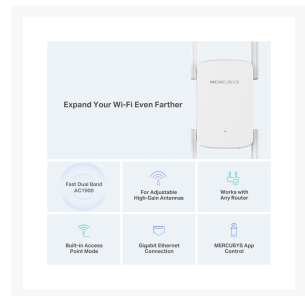 MERCUSYS
Expand Your Wi-Fi Even Farther
Fast Dual Band
AC1900
For Adjustable
High-Gain Antennas
Works with
Any Router
Built-in Access
Point Mode
Gigabit Ethernet
Connection
MERCUSYS App
Control